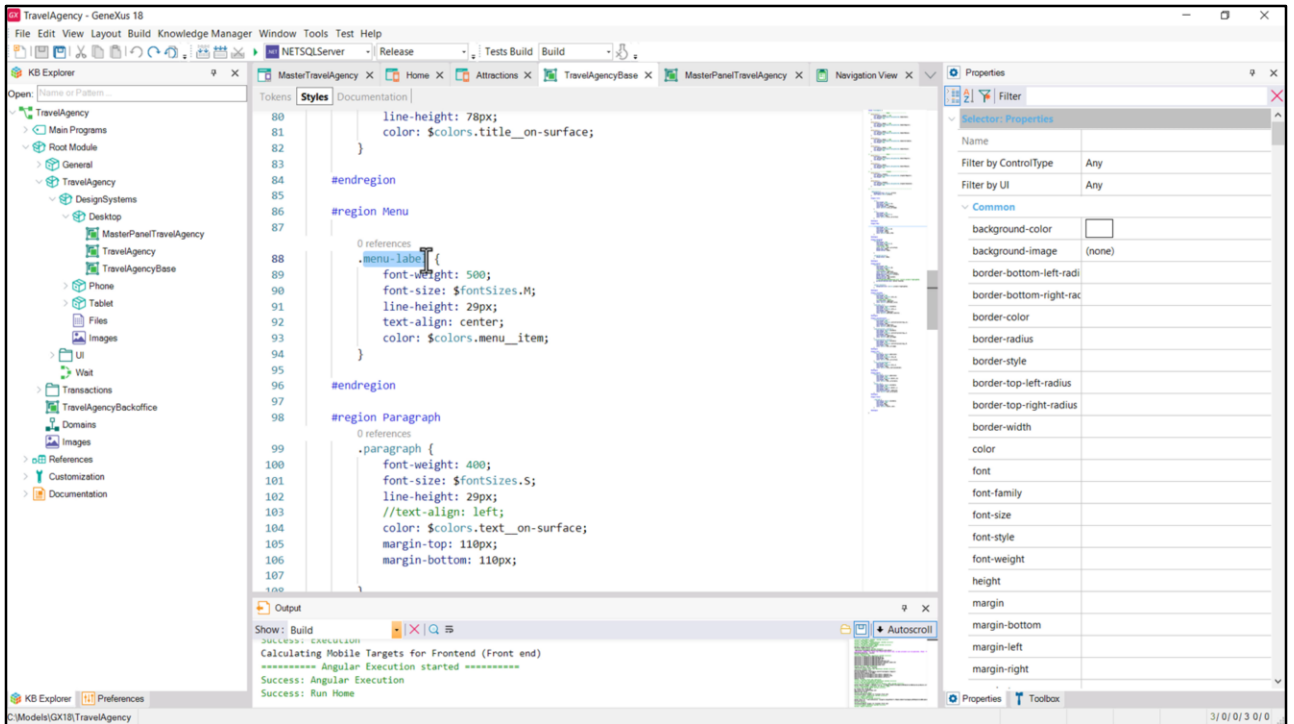 GX TravelAgency - GeneXus 18
File Edit View Layout Build Knowledge Manager Window Tools Test Help
NETSQLServer Release Tests Build Build
KB Explorer
Open: Name or Pattern...
TravelAgency
Main Programs
Root Module
General
TravelAgency
DesignSystems
Desktop
MasterPanelTravelAgency
TravelAgency
TravelAgencyBase
Phone
Tablet
Files
Images
UI
Wait
Transactions
TravelAgencyBackoffice
Domains
Images
References
Customization
Documentation
KB Explorer Preferences
MasterTravelAgency Home Attractions TravelAgencyBase MasterPanelTravelAgency Navigation View
Tokens Styles Documentation
80 line-height: 78px;
81 color: $colors.title__on-surface;
82 }
83
84 #endregion
85
86 #region Menu
87
0 references
88 .menu-label {
89 font-weight: 500;
90 font-size: $fontSizes.M;
91 line-height: 29px;
92 text-align: center;
93 color: $colors.menu__item;
94 }
95
96 #endregion
97
98 #region Paragraph
0 references
99 .paragraph {
100 font-weight: 400;
101 font-size: $fontSizes.S;
102 line-height: 29px;
103 //text-align: left;
104 color: $colors.text__on-surface;
105 margin-top: 110px;
106 margin-bottom: 110px;
107
108 }
Output
Show: Build Autoscroll
Success: Execution
Calculating Mobile Targets for Frontend (Front end)
========== Angular Execution started ==========
Success: Angular Execution
Success: Run Home
Properties
Filter
Selector: Properties
Name
Filter by ControlType Any
Filter by UI Any
Common
background-color
background-image (none)
border-bottom-left-radi
border-bottom-right-rac
border-color
border-radius
border-style
border-top-left-radius
border-top-right-radius
border-width
color
font
font-family
font-size
font-style
font-weight
height
margin
margin-bottom
margin-left
margin-right
Properties Toolbox
C:\Models\GX18\TravelAgency 3/0/0/3 0/0